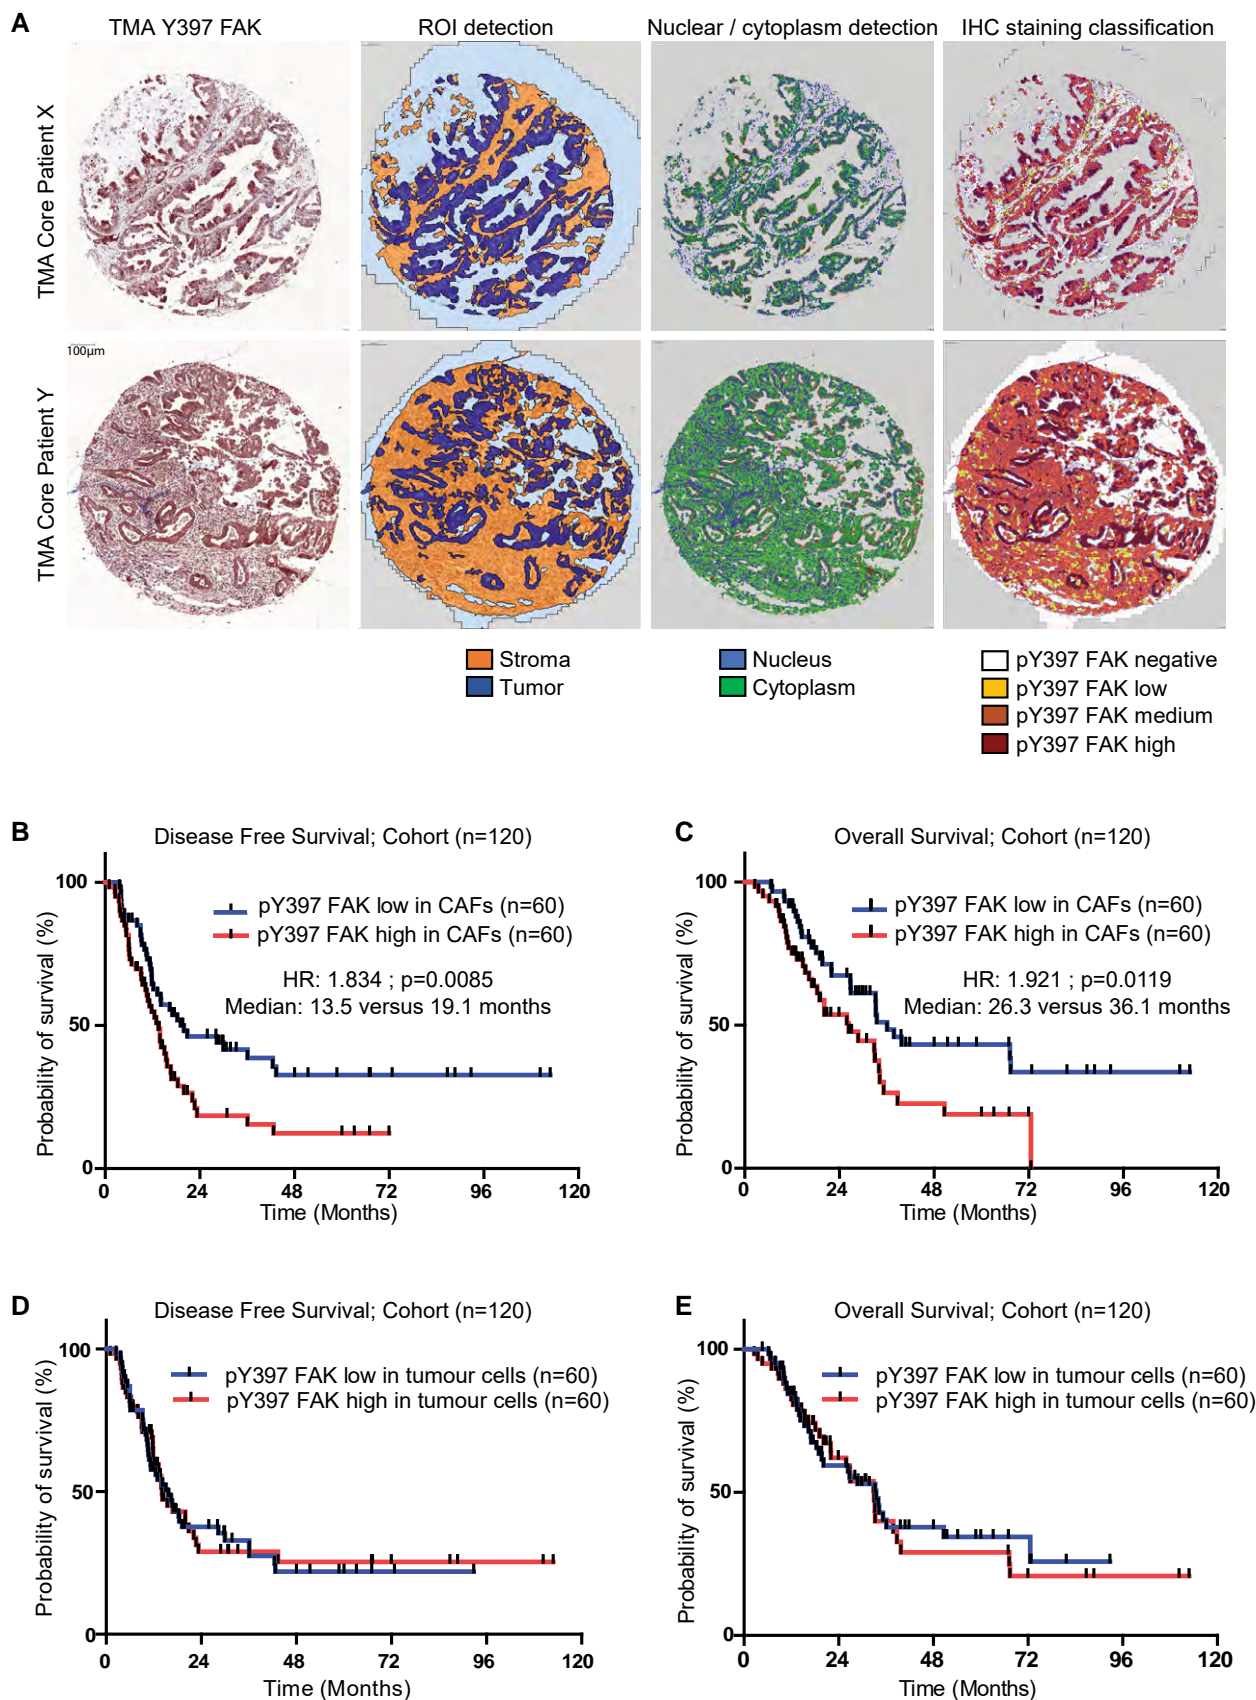 A
TMA Y397 FAK
ROI detection
Nuclear / cytoplasm detection
IHC staining classification
TMA Core Patient X
TMA Core Patient Y
100µm
Stroma
Tumor
Nucleus
Cytoplasm
pY397 FAK negative
pY397 FAK low
pY397 FAK medium
pY397 FAK high
B
Disease Free Survival; Cohort (n=120)
Probability of survival (%)
100
50
0
pY397 FAK low in CAFs (n=60)
pY397 FAK high in CAFs (n=60)
HR: 1.834 ; p=0.0085
Median: 13.5 versus 19.1 months
0 24 48 72 96 120
Time (Months)
C
Overall Survival; Cohort (n=120)
Probability of survival (%)
100
50
0
pY397 FAK low in CAFs (n=60)
pY397 FAK high in CAFs (n=60)
HR: 1.921 ; p=0.0119
Median: 26.3 versus 36.1 months
0 24 48 72 96 120
Time (Months)
D
Disease Free Survival; Cohort (n=120)
Probability of survival (%)
100
50
0
pY397 FAK low in tumour cells (n=60)
pY397 FAK high in tumour cells (n=60)
0 24 48 72 96 120
Time (Months)
E
Overall Survival; Cohort (n=120)
Probability of survival (%)
100
50
0
pY397 FAK low in tumour cells (n=60)
pY397 FAK high in tumour cells (n=60)
0 24 48 72 96 120
Time (Months)